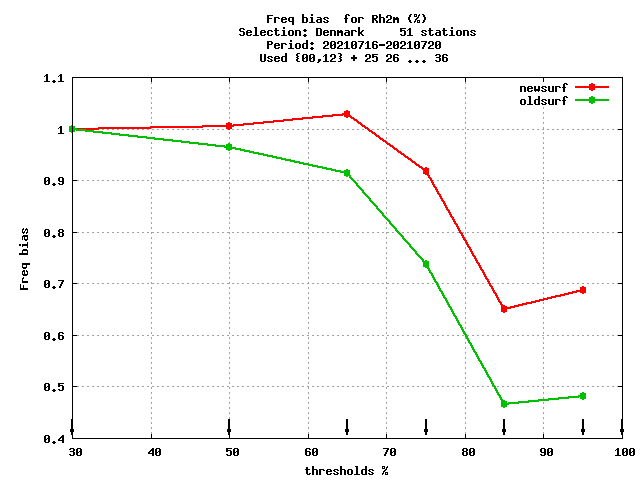 Freq bias  for Rh2m (%)
Selection: Denmark     51 stations
Period: 20210716-20210720
Used {00,12} + 25 26 ... 36
newsurf
oldsurf
1.1
1
0.9
0.8
0.7
0.6
0.5
0.4
Freq bias
30 40 50 60 70 80 90 100
thresholds %